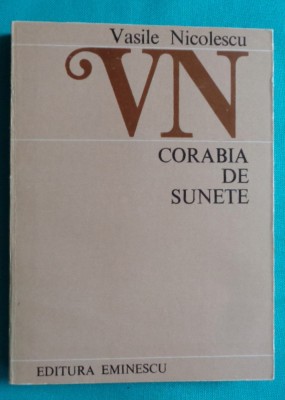 Vasile Nicolescu
VN
CORABIA
DE
SUNETE
EDITURA EMINESCU